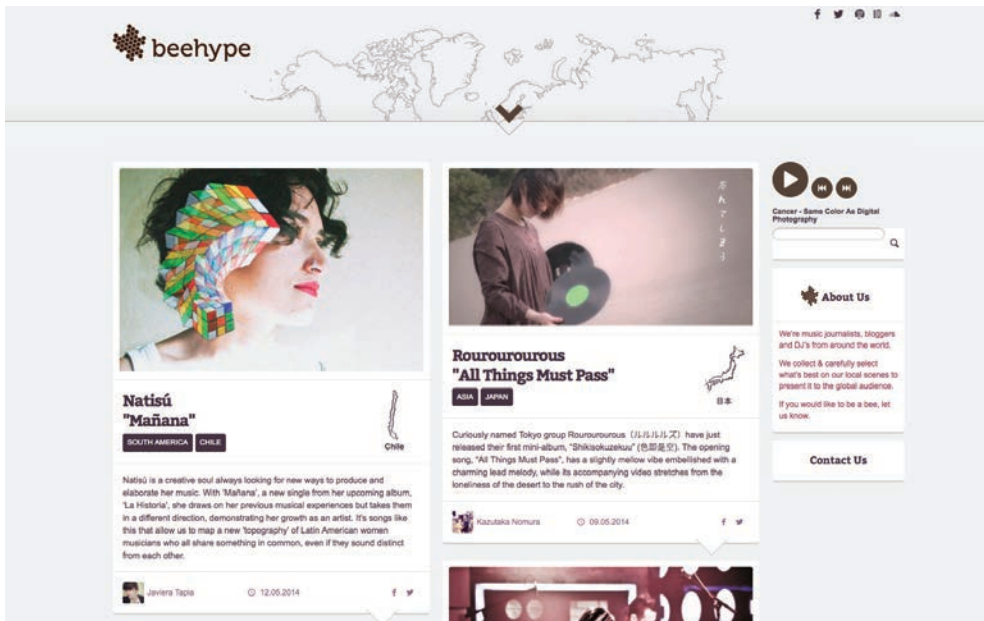 beehype
Natisú
"Mañana"
SOUTH AMERICA CHILE
Chile
Natisú is a creative soul always looking for new ways to produce and
elaborate her music. With 'Mañana', a new single from her upcoming album,
'La Historia', she draws on her previous musical experiences but takes them
in a different direction, demonstrating her growth as an artist. It's songs like
this that allow us to map a new 'topography' of Latin American women
musicians who all share something in common, even if they sound distinct
from each other.
Javiera Tapia 12.05.2014
死んでしまう
Rourourourous
"All Things Must Pass"
ASIA JAPAN
日本
Curiously named Tokyo group Rourourourous (ルルルルズ) have just
released their first mini-album, "Shikisokuzekuu" (色即是空). The opening
song, "All Things Must Pass", has a slightly mellow vibe embellished with a
charming lead melody, while its accompanying video stretches from the
loneliness of the desert to the rush of the city.
Kazutaka Nomura 09.05.2014
Cancer - Same Color As Digital
Photography
About Us
We're music journalists, bloggers
and DJ's from around the world.
We collect & carefully select
what's best on our local scenes to
present it to the global audience.
If you would like to be a bee, let
us know.
Contact Us